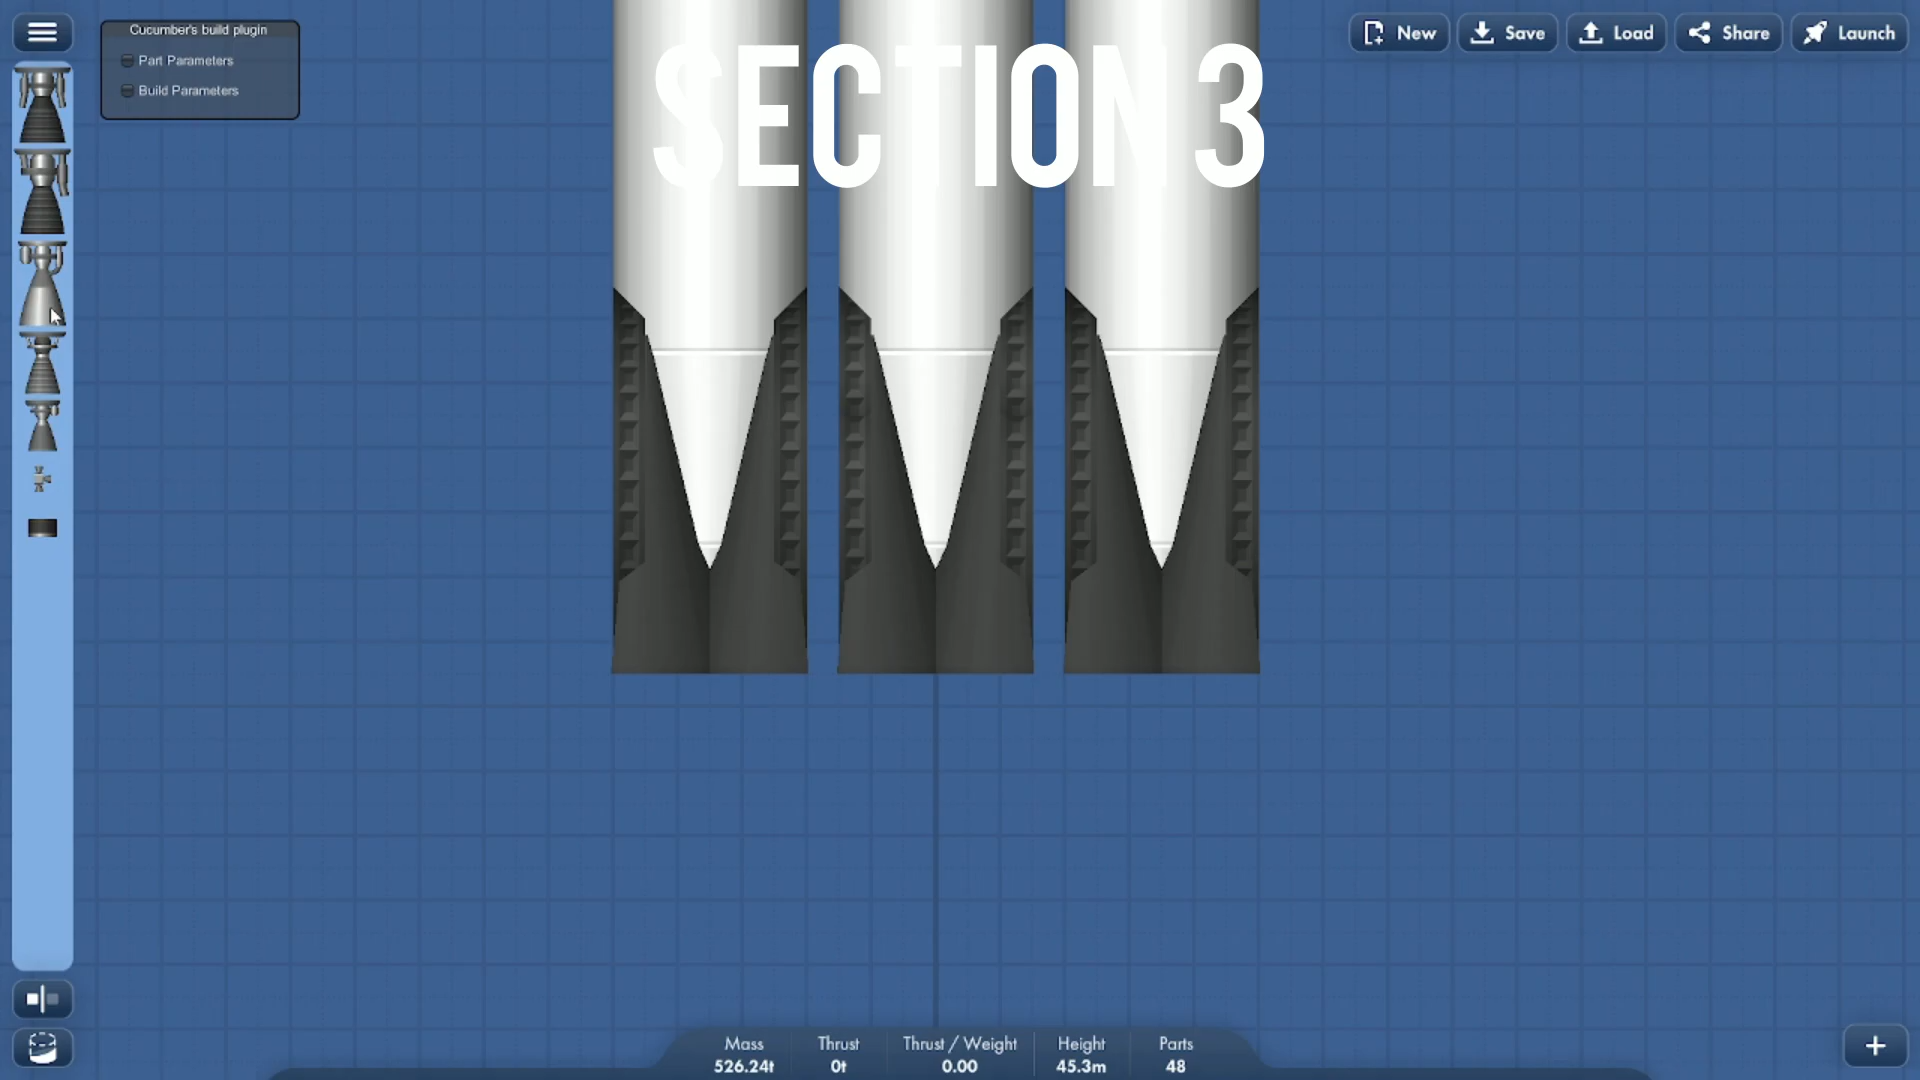 Cucumber's build plugin
Part Parameters
Build Parameters
SECTION 3
New
Save
Load
Share
Launch
Mass
526.24t
Thrust
0t
Thrust / Weight
0.00
Height
45.3m
Parts
48